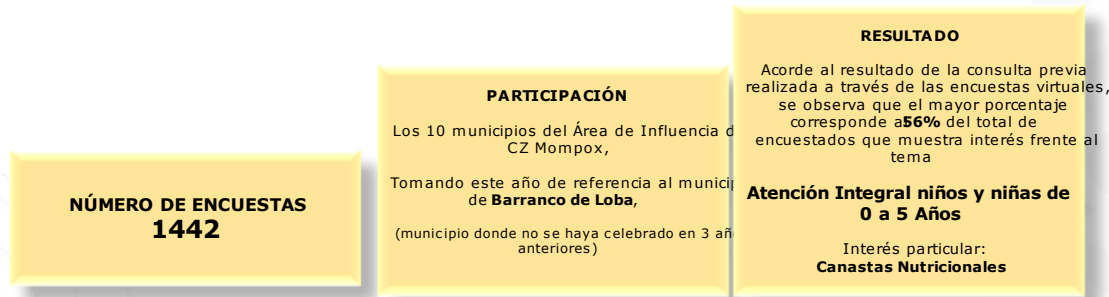 NÚMERO DE ENCUESTAS
1442
PARTICIPACIÓN
Los 10 municipios del Área de Influencia d
CZ Mompox,
Tomando este año de referencia al municip
de Barranco de Loba,
(municipio donde no se haya celebrado en 3 añ
anteriores)
RESULTADO
Acorde al resultado de la consulta previa
realizada a través de las encuestas virtuales,
se observa que el mayor porcentaje
corresponde al 56% del total de
encuestados que muestra interés frente al
tema
Atención Integral niños y niñas de
0 a 5 Años
Interés particular:
Canastas Nutricionales